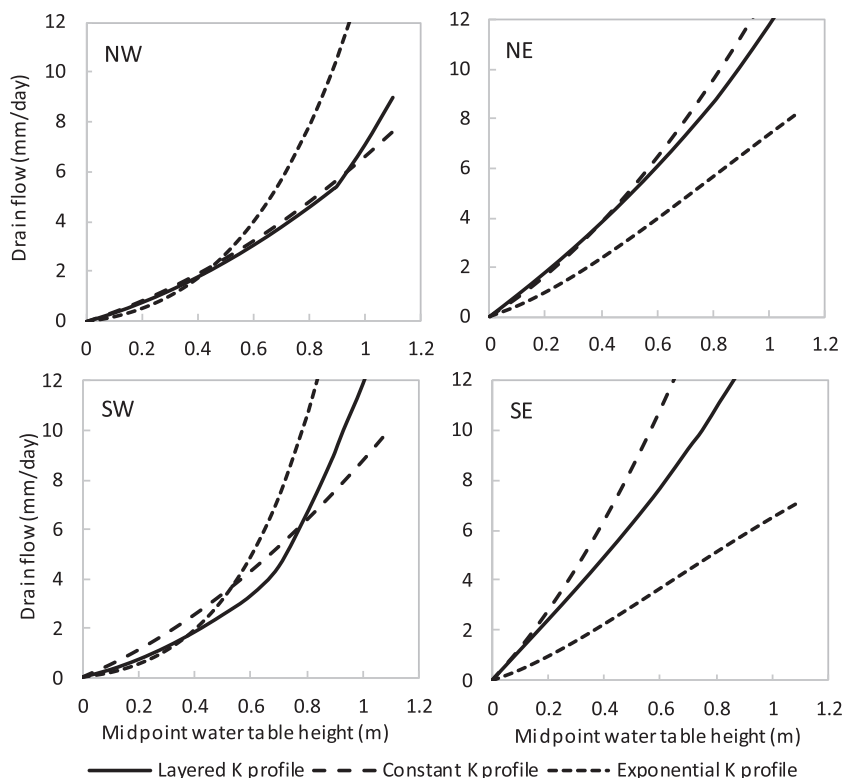 12
10
8
6
4
2
0
NW
Drain flow (mm/day)
0 0.2 0.4 0.6 0.8 1 1.2
12
10
8
6
4
2
0
NE
0 0.2 0.4 0.6 0.8 1 1.2
12
10
8
6
4
2
0
SW
Drain flow (mm/day)
0 0.2 0.4 0.6 0.8 1 1.2
Midpoint water table height (m)
12
10
8
6
4
2
0
SE
0 0.2 0.4 0.6 0.8 1 1.2
Midpoint water table height (m)
Layered K profile Constant K profile Exponential K profile